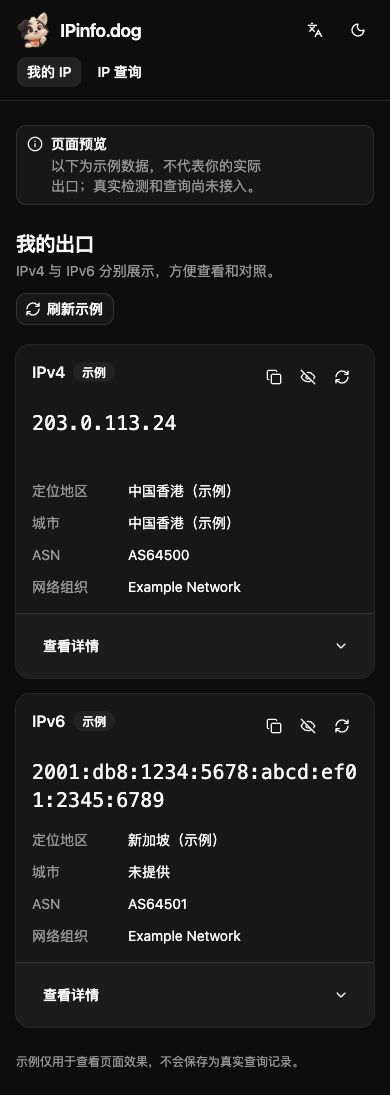 IPinfo.dog
我的 IP
IP 查询
页面预览
以下为示例数据，不代表你的实际
出口；真实检测和查询尚未接入。
我的出口
IPv4 与 IPv6 分别展示，方便查看和对照。
刷新示例
IPv4 示例
203.0.113.24
定位地区 中国香港（示例）
城市 中国香港（示例）
ASN AS64500
网络组织 Example Network
查看详情
IPv6 示例
2001:db8:1234:5678:abcd:ef0
1:2345:6789
定位地区 新加坡（示例）
城市 未提供
ASN AS64501
网络组织 Example Network
查看详情
示例仅用于查看页面效果，不会保存为真实查询记录。